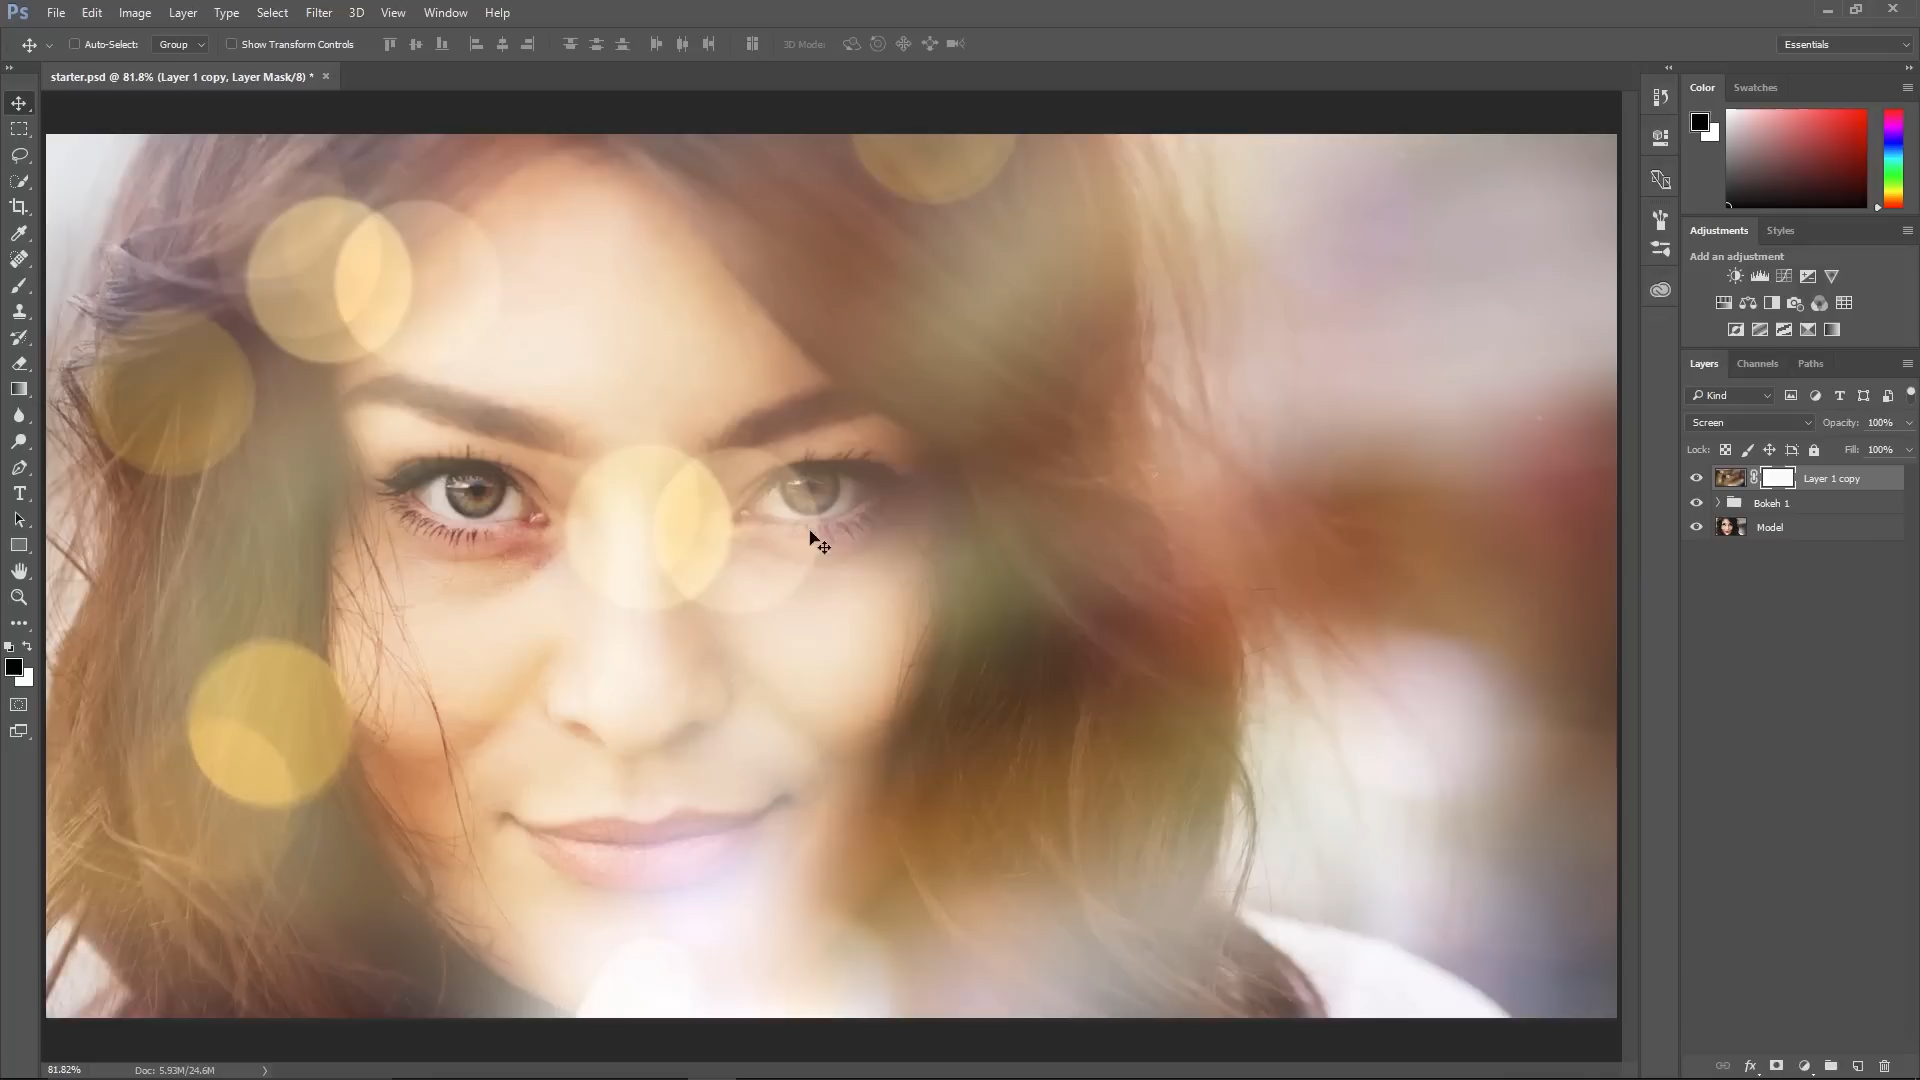 Ps File Edit Image Layer Type Select Filter 3D View Window Help
Auto-Select: Group Show Transform Controls 3D Mode: Essentials
starter.psd @ 81.8% (Layer 1 copy, Layer Mask/8) *
Color Swatches
Adjustments Styles
Add an adjustment
Layers Channels Paths
Kind
Screen Opacity: 100%
Lock: Fill: 100%
Layer 1 copy
Bokeh 1
Model
81.82% Doc: 5.93M/24.6M
fx